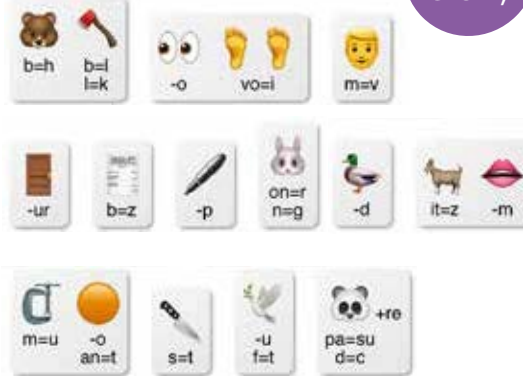 b=h b=l
l=k
-o vo=i
m=v
-ur
b=z
-p
on=r
n=g
-d
it=z -m
m=u -o
an=t
s=t
-u
f=t
+re
pa=su
d=c